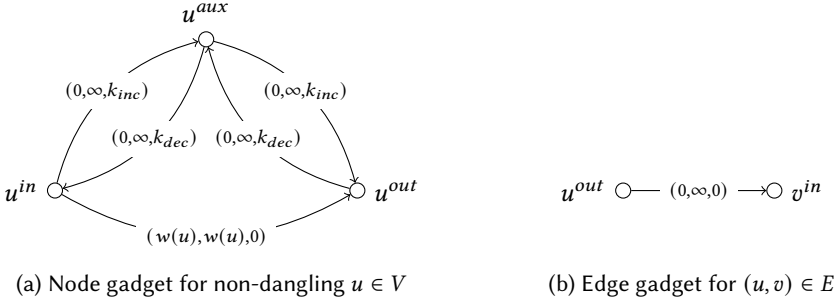 u^{aux}
(0,∞,k_{inc}) (0,∞,k_{inc})
(0,∞,k_{dec}) (0,∞,k_{dec})
u^{in} u^{out} u^{out} (0,∞,0) v^{in}
(w(u),w(u),0)
(a) Node gadget for non-dangling u ∈ V (b) Edge gadget for (u, v) ∈ E